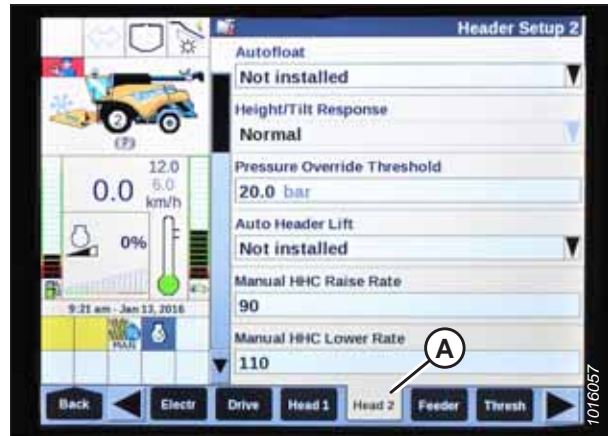 Header Setup 2
Autofloat
Not installed
Height/Tilt Response
Normal
Pressure Override Threshold
20.0 bar
Auto Header Lift
Not installed
Manual HHC Raise Rate
90
Manual HHC Lower Rate
110
2
(P)
12.0
0.0 6.0
km/h
0%
9:21 am - Jan 13, 2016
MAN
A
Back Electr Drive Head 1 Head 2 Feeder Thresh
1016057